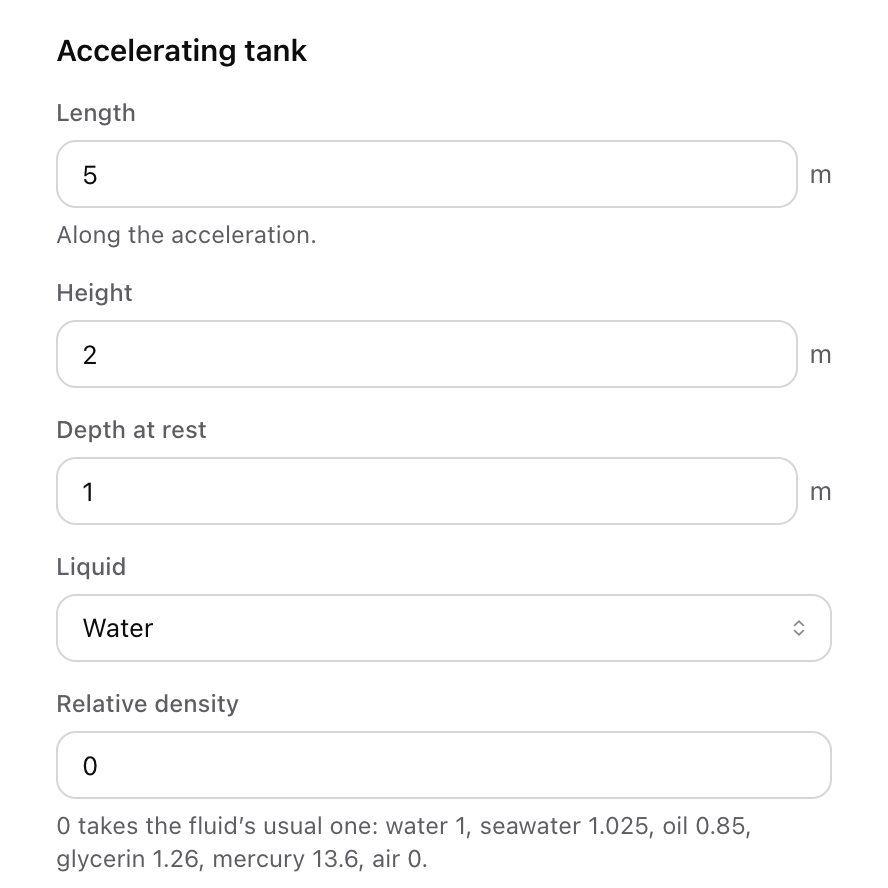 Accelerating tank
Length
5 m
Along the acceleration.
Height
2 m
Depth at rest
1 m
Liquid
Water
Relative density
0
0 takes the fluid’s usual one: water 1, seawater 1.025, oil 0.85,
glycerin 1.26, mercury 13.6, air 0.